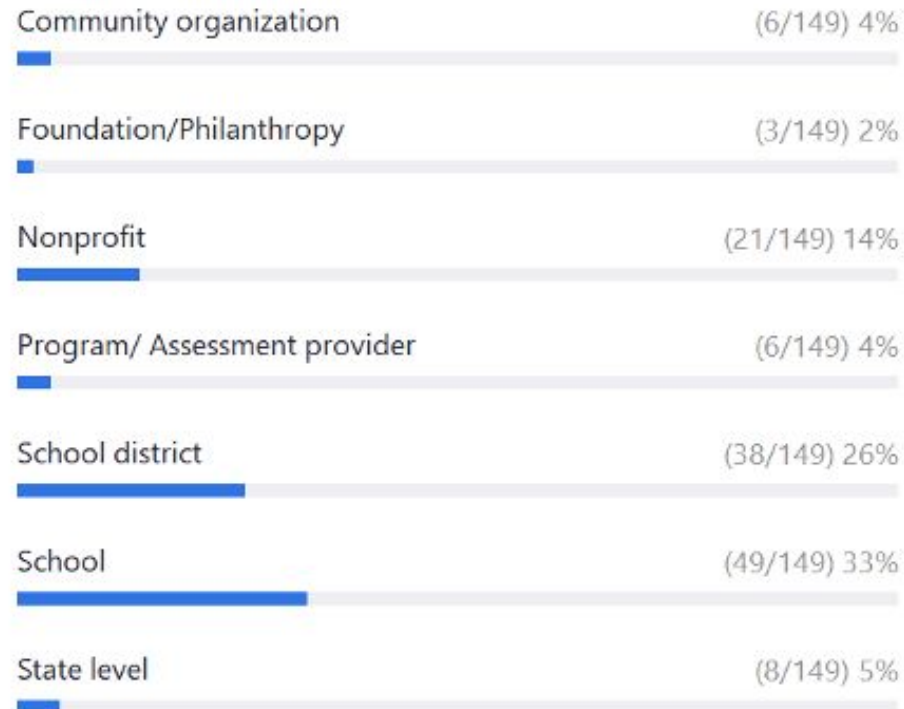 Community organization (6/149) 4%
Foundation/Philanthropy (3/149) 2%
Nonprofit (21/149) 14%
Program/ Assessment provider (6/149) 4%
School district (38/149) 26%
School (49/149) 33%
State level (8/149) 5%